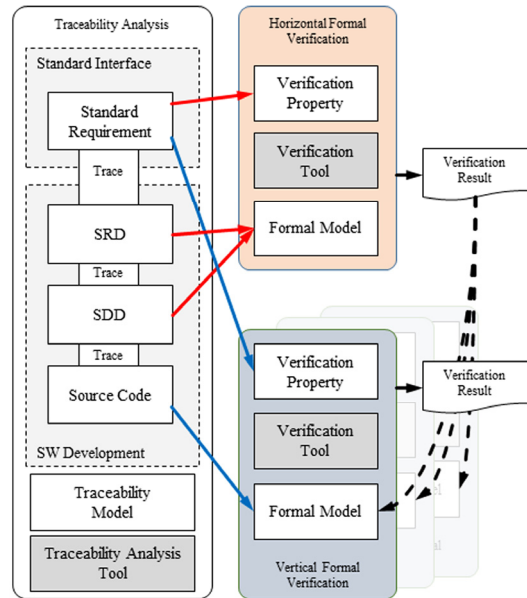 Traceability Analysis
Standard Interface
Standard
Requirement
Trace
SRD
Trace
SDD
Trace
Source Code
SW Development
Traceability
Model
Traceability Analysis
Tool
Horizontal Formal
Verification
Verification
Property
Verification
Tool
Formal Model
Verification
Result
Verification
Property
Verification
Tool
Formal Model
Vertical Formal
Verification
Verification
Result